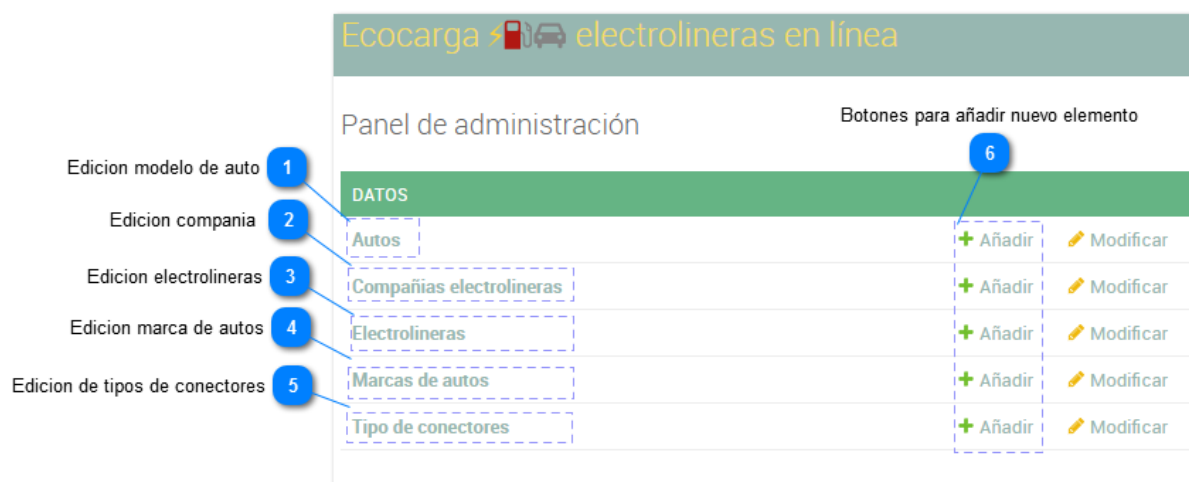 Ecocarga electrolineras en línea
Panel de administración
Botones para añadir nuevo elemento
6
Edicion modelo de auto 1
DATOS
Edicion compania 2
Autos Añadir Modificar
Edicion electrolineras 3
Compañias electrolineras Añadir Modificar
Edicion marca de autos 4
Electrolineras Añadir Modificar
Edicion de tipos de conectores 5
Marcas de autos Añadir Modificar
Tipo de conectores Añadir Modificar